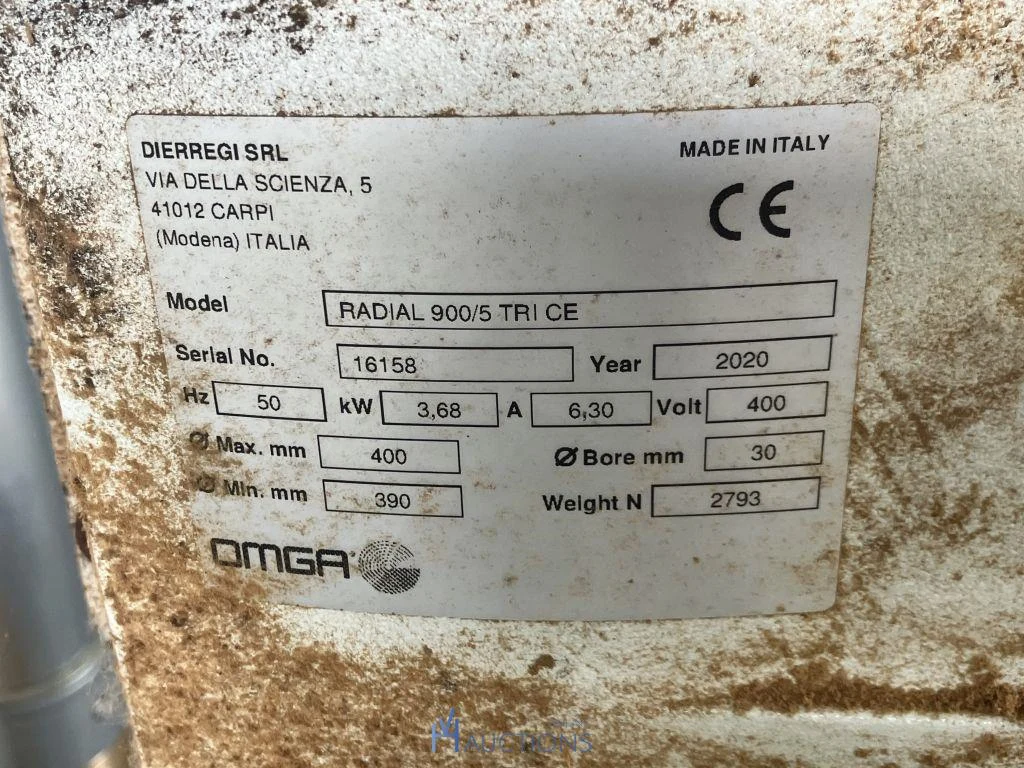 DIERREGI SRL
MADE IN ITALY
VIA DELLA SCIENZA, 5
41012 CARPI
(Modena) ITALIA
CE
Model RADIAL 900/5 TRI CE
Serial No. 16158 Year 2020
Hz 50 kW 3,68 A 6,30 Volt 400
Ø Max. mm 400 Ø Bore mm 30
Ø Min. mm 390 Weight N 2793
OMGA
AUCTIONS